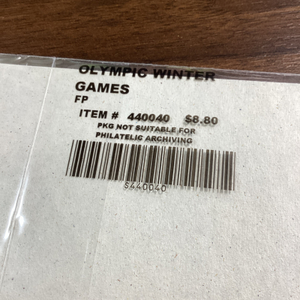 OLYMPIC WINTER
GAMES
FP
ITEM # 440040 $8.80
PKG NOT SUITABLE FOR
PHILATELIC ARCHIVING
S440040